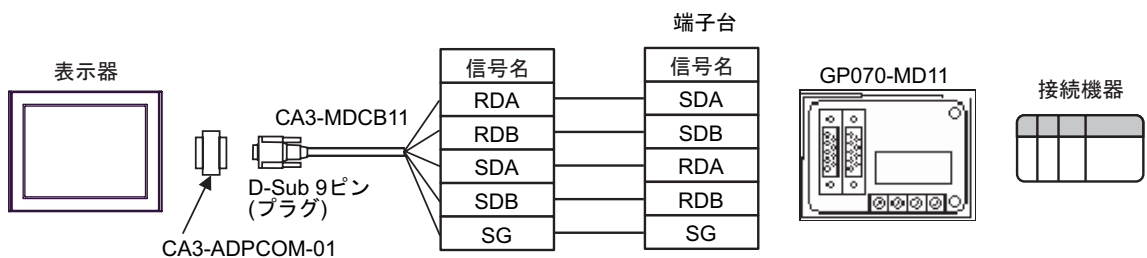 端子台
表示器
信号名
信号名
GP070-MD11
接続機器
RDA
SDA
CA3-MDCB11
RDB
SDB
SDA
RDA
D-Sub 9ピン
(プラグ)
SDB
RDB
SG
SG
CA3-ADPCOM-01